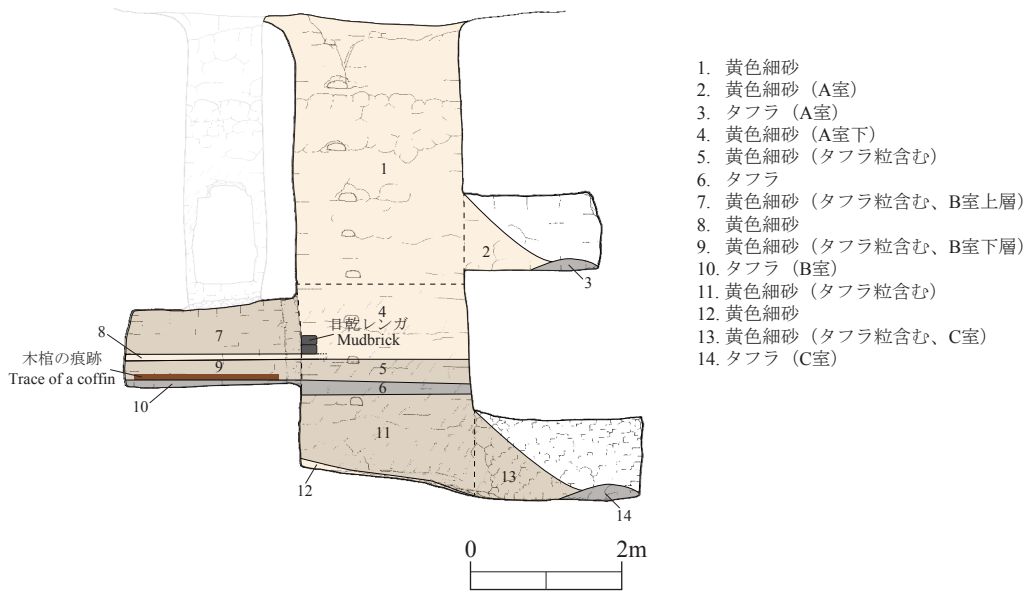 1. 黄色細砂
2. 黄色細砂（A室）
3. タフラ（A室）
4. 黄色細砂（A室下）
5. 黄色細砂（タフラ粒含む）
6. タフラ
7. 黄色細砂（タフラ粒含む、B室上層）
8. 黄色細砂
9. 黄色細砂（タフラ粒含む、B室下層）
10. タフラ（B室）
11. 黄色細砂（タフラ粒含む）
12. 黄色細砂
13. 黄色細砂（タフラ粒含む、C室）
14. タフラ（C室）
1
2
3
4
日乾レンガ
Mudbrick
7
8
木棺の痕跡
Trace of a coffin
9
5
6
10
11
12
13
14
0
2m